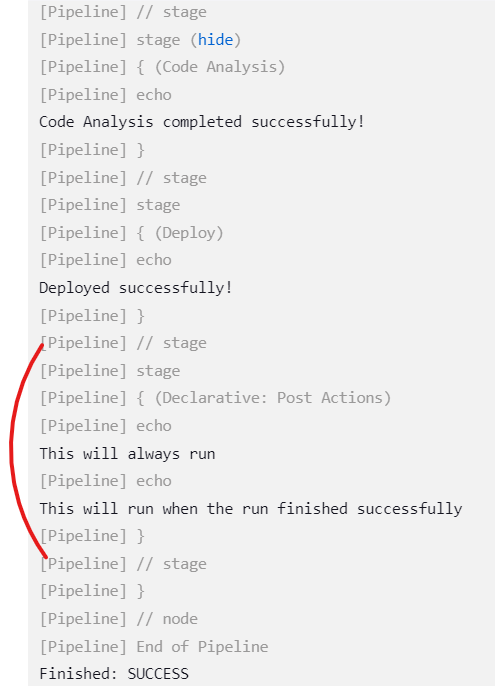 [Pipeline] // stage
[Pipeline] stage (hide)
[Pipeline] { (Code Analysis)
[Pipeline] echo
Code Analysis completed successfully!
[Pipeline] }
[Pipeline] // stage
[Pipeline] stage
[Pipeline] { (Deploy)
[Pipeline] echo
Deployed successfully!
[Pipeline] }
[Pipeline] // stage
[Pipeline] stage
[Pipeline] { (Declarative: Post Actions)
[Pipeline] echo
This will always run
[Pipeline] echo
This will run when the run finished successfully
[Pipeline] }
[Pipeline] // stage
[Pipeline] }
[Pipeline] // node
[Pipeline] End of Pipeline
Finished: SUCCESS